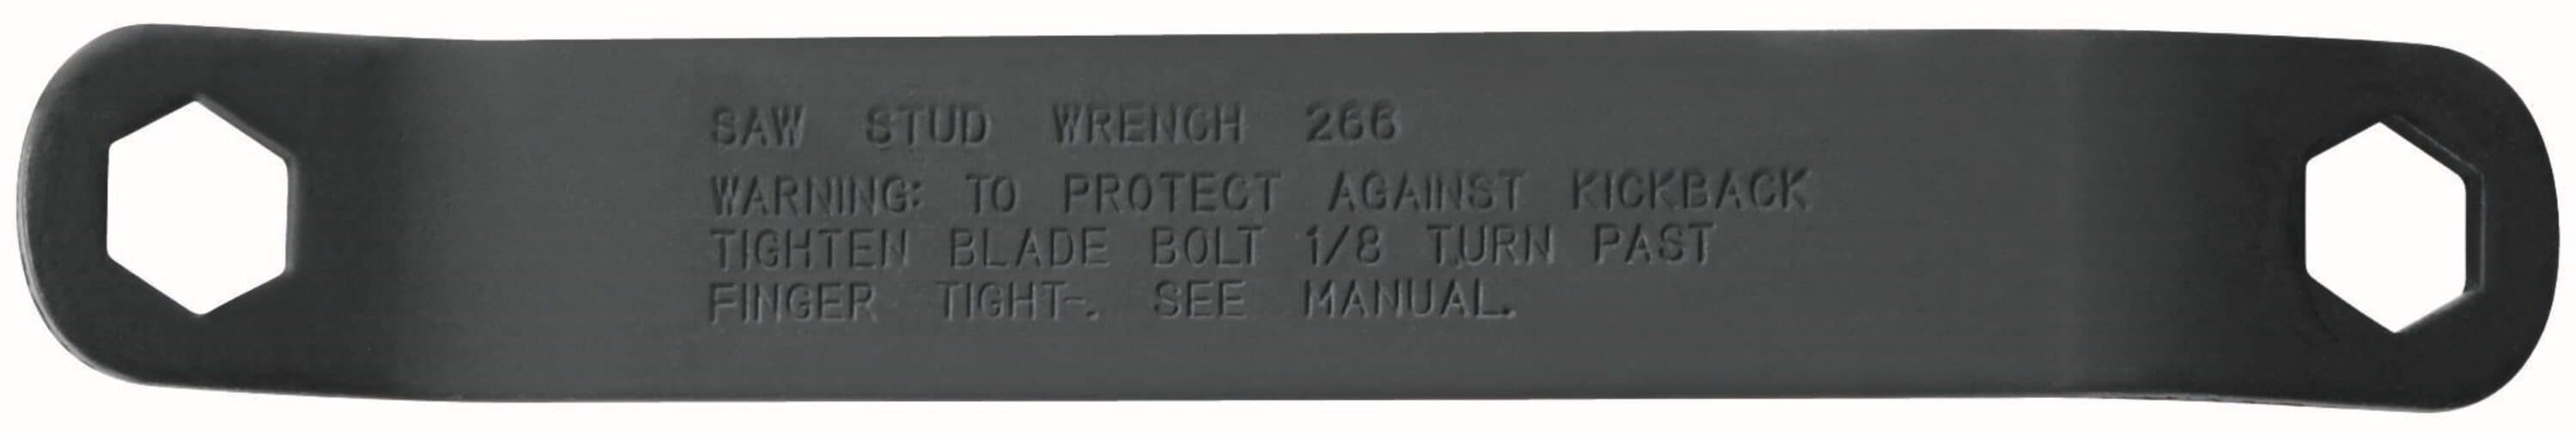 SAW STUD WRENCH 266
WARNING: TO PROTECT AGAINST KICKBACK
TIGHTEN BLADE BOLT 1/8 TURN PAST
FINGER TIGHT-. SEE MANUAL.